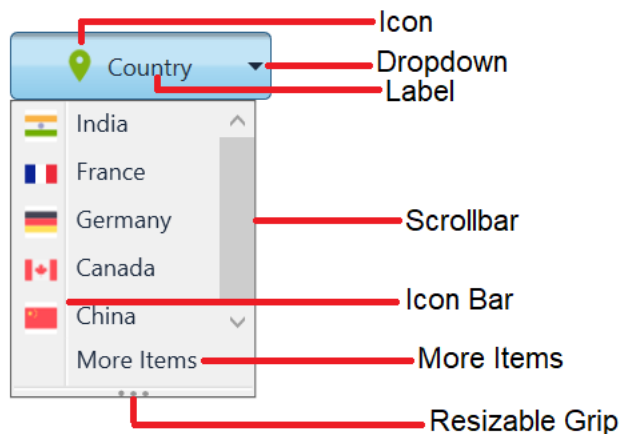 Icon
Country
Dropdown
Label
India
France
Germany
Scrollbar
Canada
Icon Bar
China
More Items
More Items
Resizable Grip